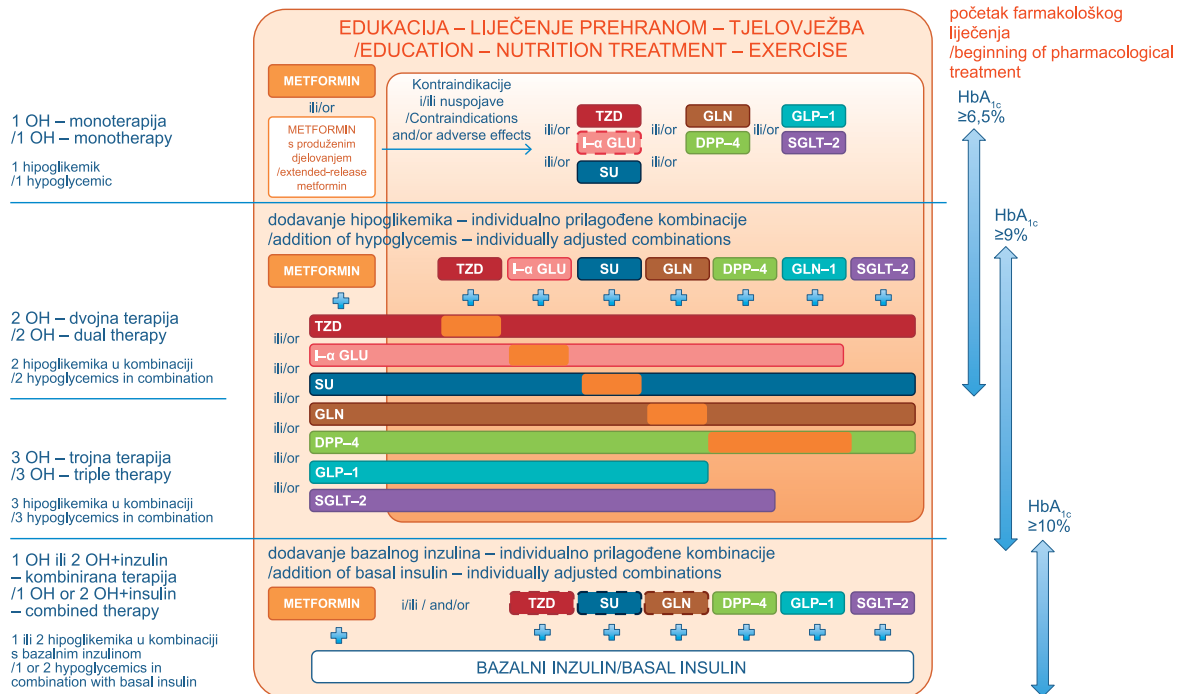 EDUKACIJA – LIJEČENJE PREHRANOM – TJELOVJEŽBA
/EDUCATION – NUTRITION TREATMENT – EXERCISE
početak farmakološkog
liječenja
/beginning of pharmacological
treatment
1 OH – monoterapija
/1 OH – monotherapy
1 hipoglikemik
/1 hypoglycemic
METFORMIN
ili/or
METFORMIN
s produženim
djelovanjem
/extended-release
metformin
Kontraindikacije
i/ili nuspojave
/Contraindications
and/or adverse effects
TZD
GLN
GLP–1
ili/or
ili/or
ili/or
I–α GLU
DPP–4
SGLT–2
ili/or
ili/or
SU
HbA1c
≥6,5%
HbA1c
≥9%
dodavanje hipoglikemika – individualno prilagođene kombinacije
/addition of hypoglycemis – individually adjusted combinations
METFORMIN
TZD
I–α GLU
SU
GLN
DPP–4
GLN–1
SGLT–2
2 OH – dvojna terapija
/2 OH – dual therapy
2 hipoglikemika u kombinaciji
/2 hypoglycemics in combination
TZD
ili/or
I–α GLU
ili/or
SU
ili/or
GLN
ili/or
DPP–4
ili/or
GLP–1
ili/or
SGLT–2
3 OH – trojna terapija
/3 OH – triple therapy
3 hipoglikemika u kombinaciji
/3 hypoglycemics in combination
HbA1c
≥10%
1 OH ili 2 OH+inzulin
– kombinirana terapija
/1 OH or 2 OH+insulin
– combined therapy
1 ili 2 hipoglikemika u kombinaciji
s bazalnim inzulinom
/1 or 2 hypoglycemics in
combination with basal insulin
dodavanje bazalnog inzulina – individualno prilagođene kombinacije
/addition of basal insulin – individually adjusted combinations
METFORMIN
i/ili / and/or
TZD
SU
GLN
DPP–4
GLP–1
SGLT–2
BAZALNI INZULIN/BASAL INSULIN